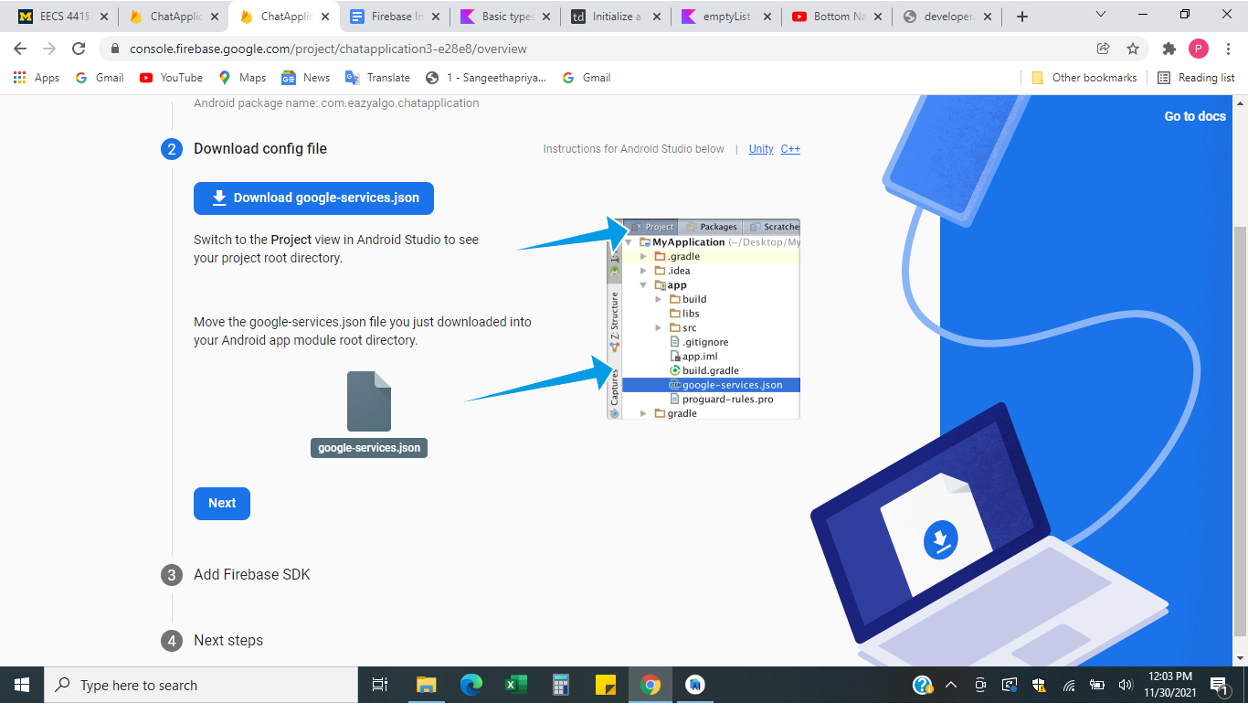 EECS 441
ChatApplic
ChatApplic
Firebase In
Basic types
td Initialize a
emptyList
Bottom Na
developer.
console.firebase.google.com/project/chatapplication3-e28e8/overview
P
Apps
Gmail
YouTube
Maps
News
Translate
1 - Sangeethapriya...
Gmail
Other bookmarks
Reading list
Android package name: com.eazyalgo.chatapplication
Go to docs
2 Download config file
Instructions for Android Studio below | Unity C++
Download google-services.json
Switch to the Project view in Android Studio to see
your project root directory.
Move the google-services.json file you just downloaded into
your Android app module root directory.
google-services.json
Project Packages Scratche
MyApplication (~/Desktop/My
.gradle
.idea
app
build
libs
src
.gitignore
app.iml
build.gradle
google-services.json
proguard-rules.pro
gradle
Z: Structure
Captures
Next
3 Add Firebase SDK
4 Next steps
Type here to search
12:03 PM
11/30/2021
1